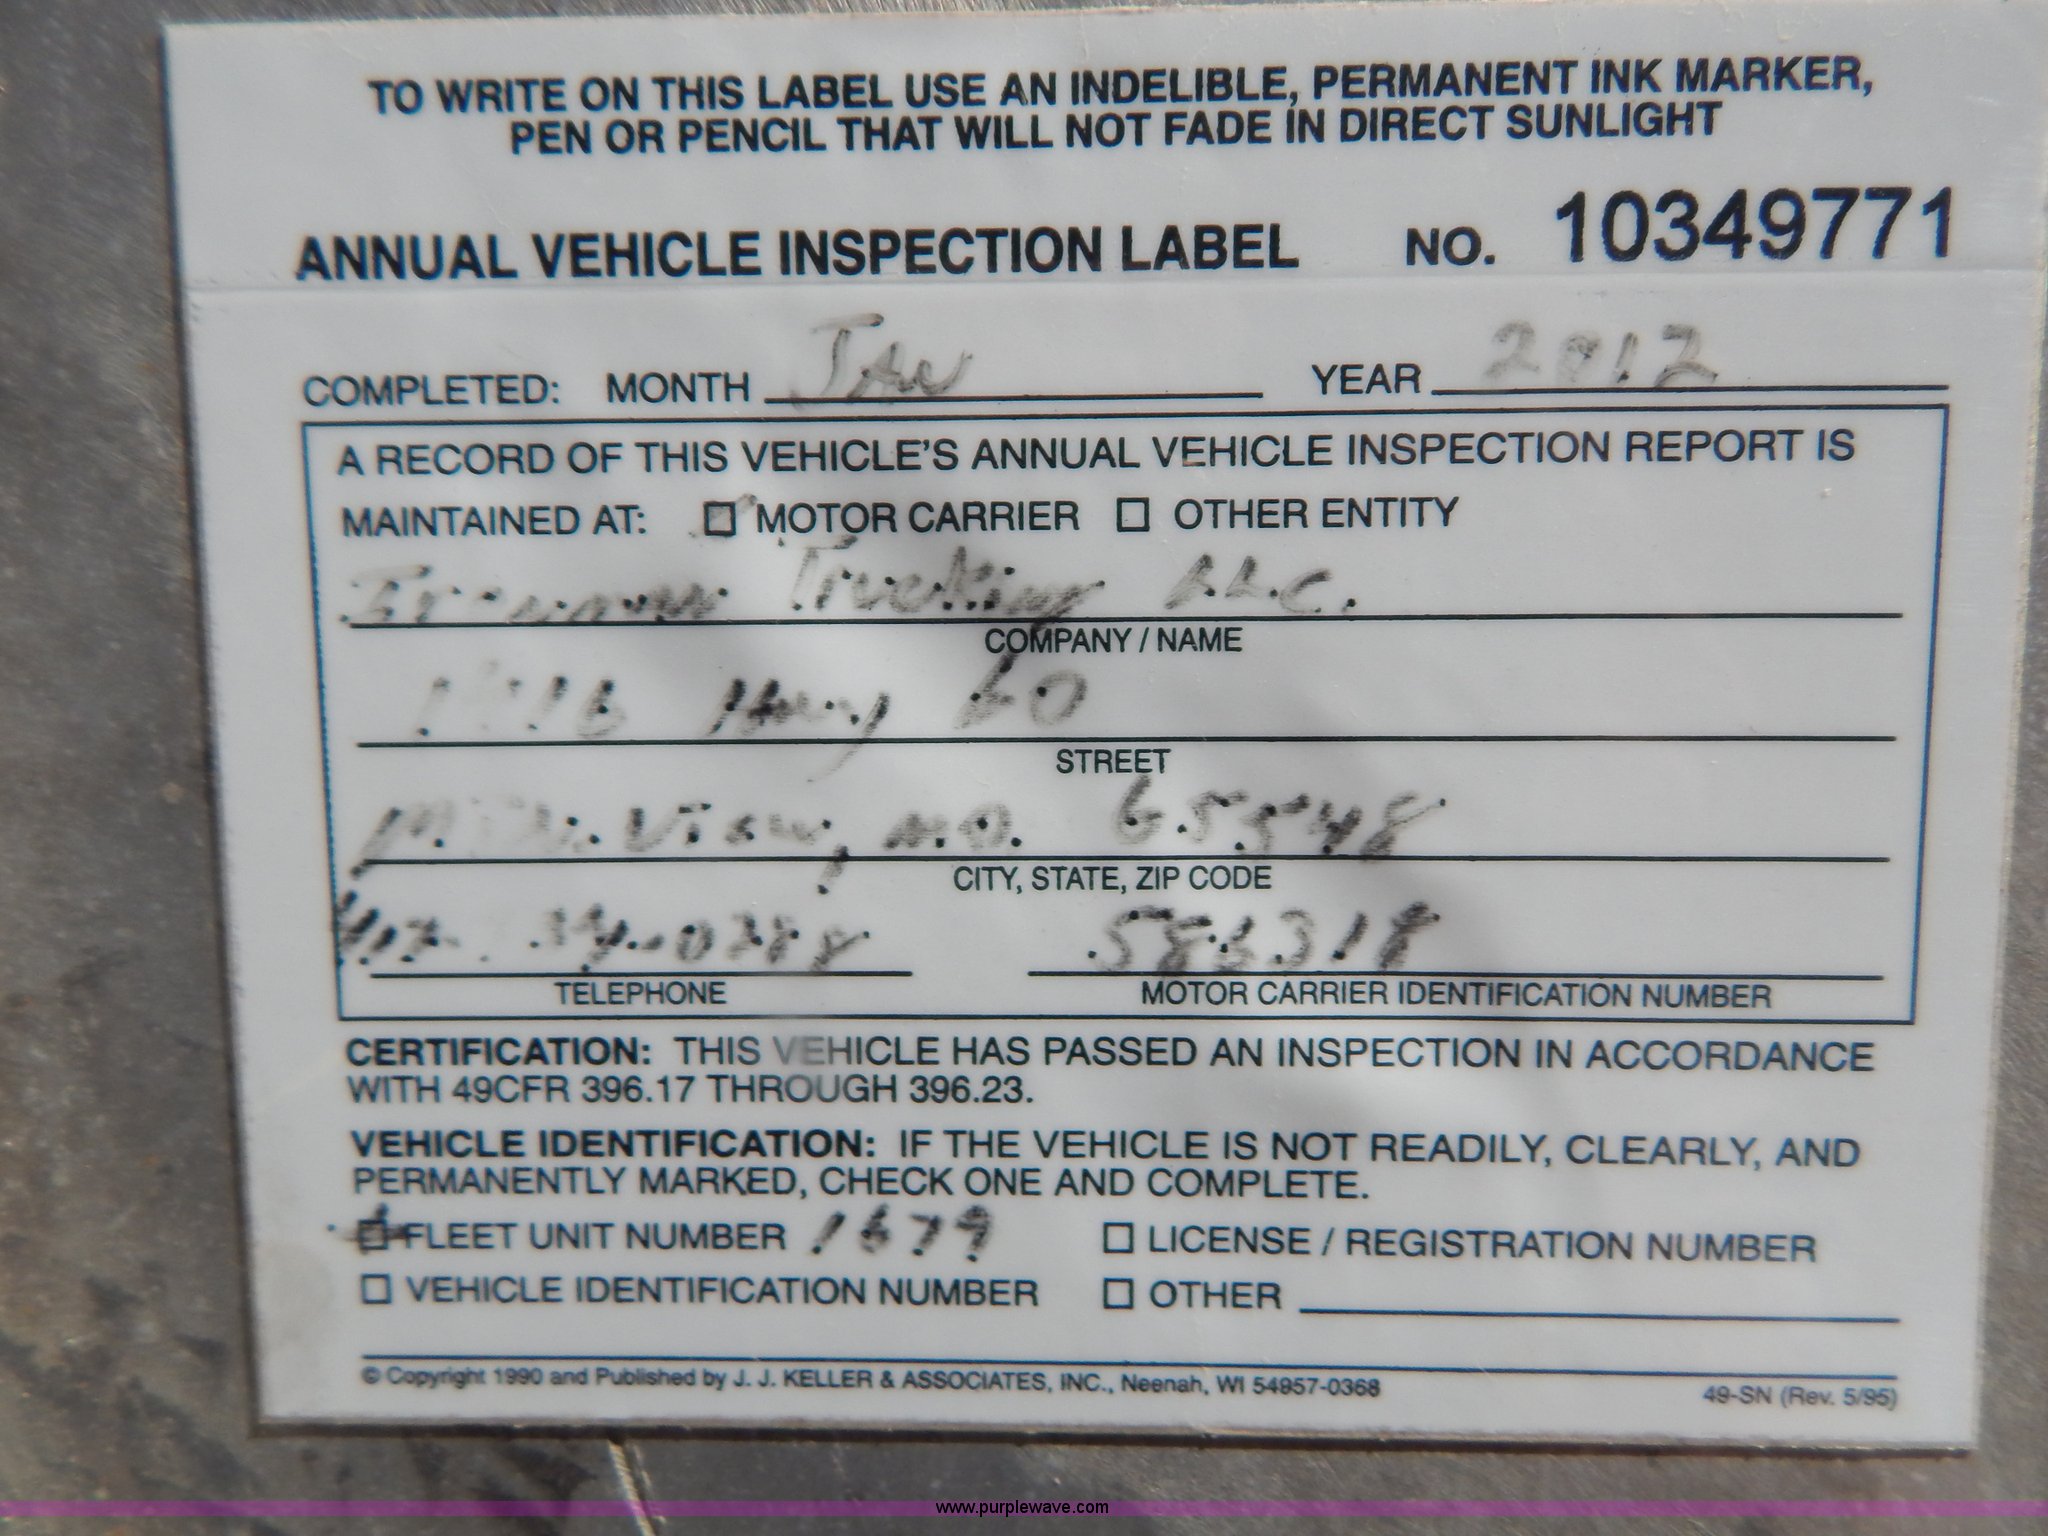 TO WRITE ON THIS LABEL USE AN INDELIBLE, PERMANENT INK MARKER,
PEN OR PENCIL THAT WILL NOT FADE IN DIRECT SUNLIGHT
ANNUAL VEHICLE INSPECTION LABEL NO. 10349771
COMPLETED: MONTH Jan YEAR 2012
A RECORD OF THIS VEHICLE'S ANNUAL VEHICLE INSPECTION REPORT IS
MAINTAINED AT: MOTOR CARRIER OTHER ENTITY
Trucking LLC.
COMPANY / NAME
Hwy 60
STREET
View, MO. 65548
CITY, STATE, ZIP CODE
586318
TELEPHONE MOTOR CARRIER IDENTIFICATION NUMBER
CERTIFICATION: THIS VEHICLE HAS PASSED AN INSPECTION IN ACCORDANCE
WITH 49CFR 396.17 THROUGH 396.23.
VEHICLE IDENTIFICATION: IF THE VEHICLE IS NOT READILY, CLEARLY, AND
PERMANENTLY MARKED, CHECK ONE AND COMPLETE.
FLEET UNIT NUMBER 1679 LICENSE / REGISTRATION NUMBER
VEHICLE IDENTIFICATION NUMBER OTHER
© Copyright 1990 and Published by J. J. KELLER & ASSOCIATES, INC., Neenah, WI 54957-0368 49-SN (Rev. 5/95)
www.purplewave.com